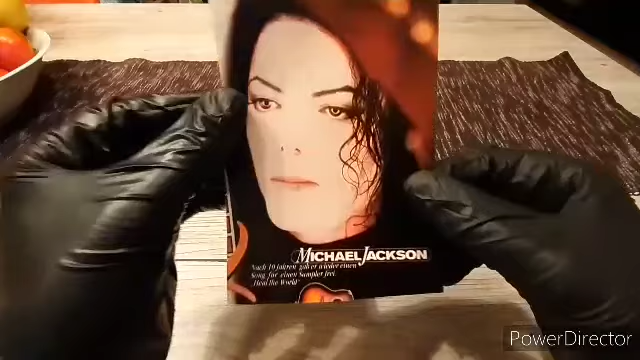 MICHAEL JACKSON
Nach 10 Jahren gab er wieder einen
Song für einen Sampler frei
„Heal the World"
PowerDirector